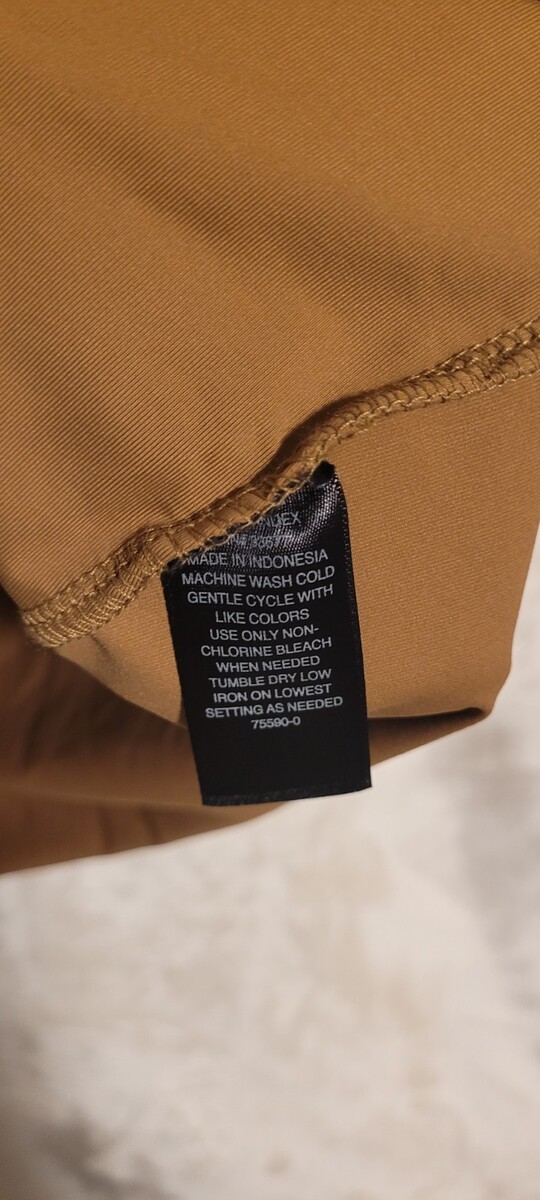 MADE IN INDONESIA
MACHINE WASH COLD
GENTLE CYCLE WITH
LIKE COLORS
USE ONLY NON-
CHLORINE BLEACH
WHEN NEEDED
TUMBLE DRY LOW
IRON ON LOWEST
SETTING AS NEEDED
75590-0